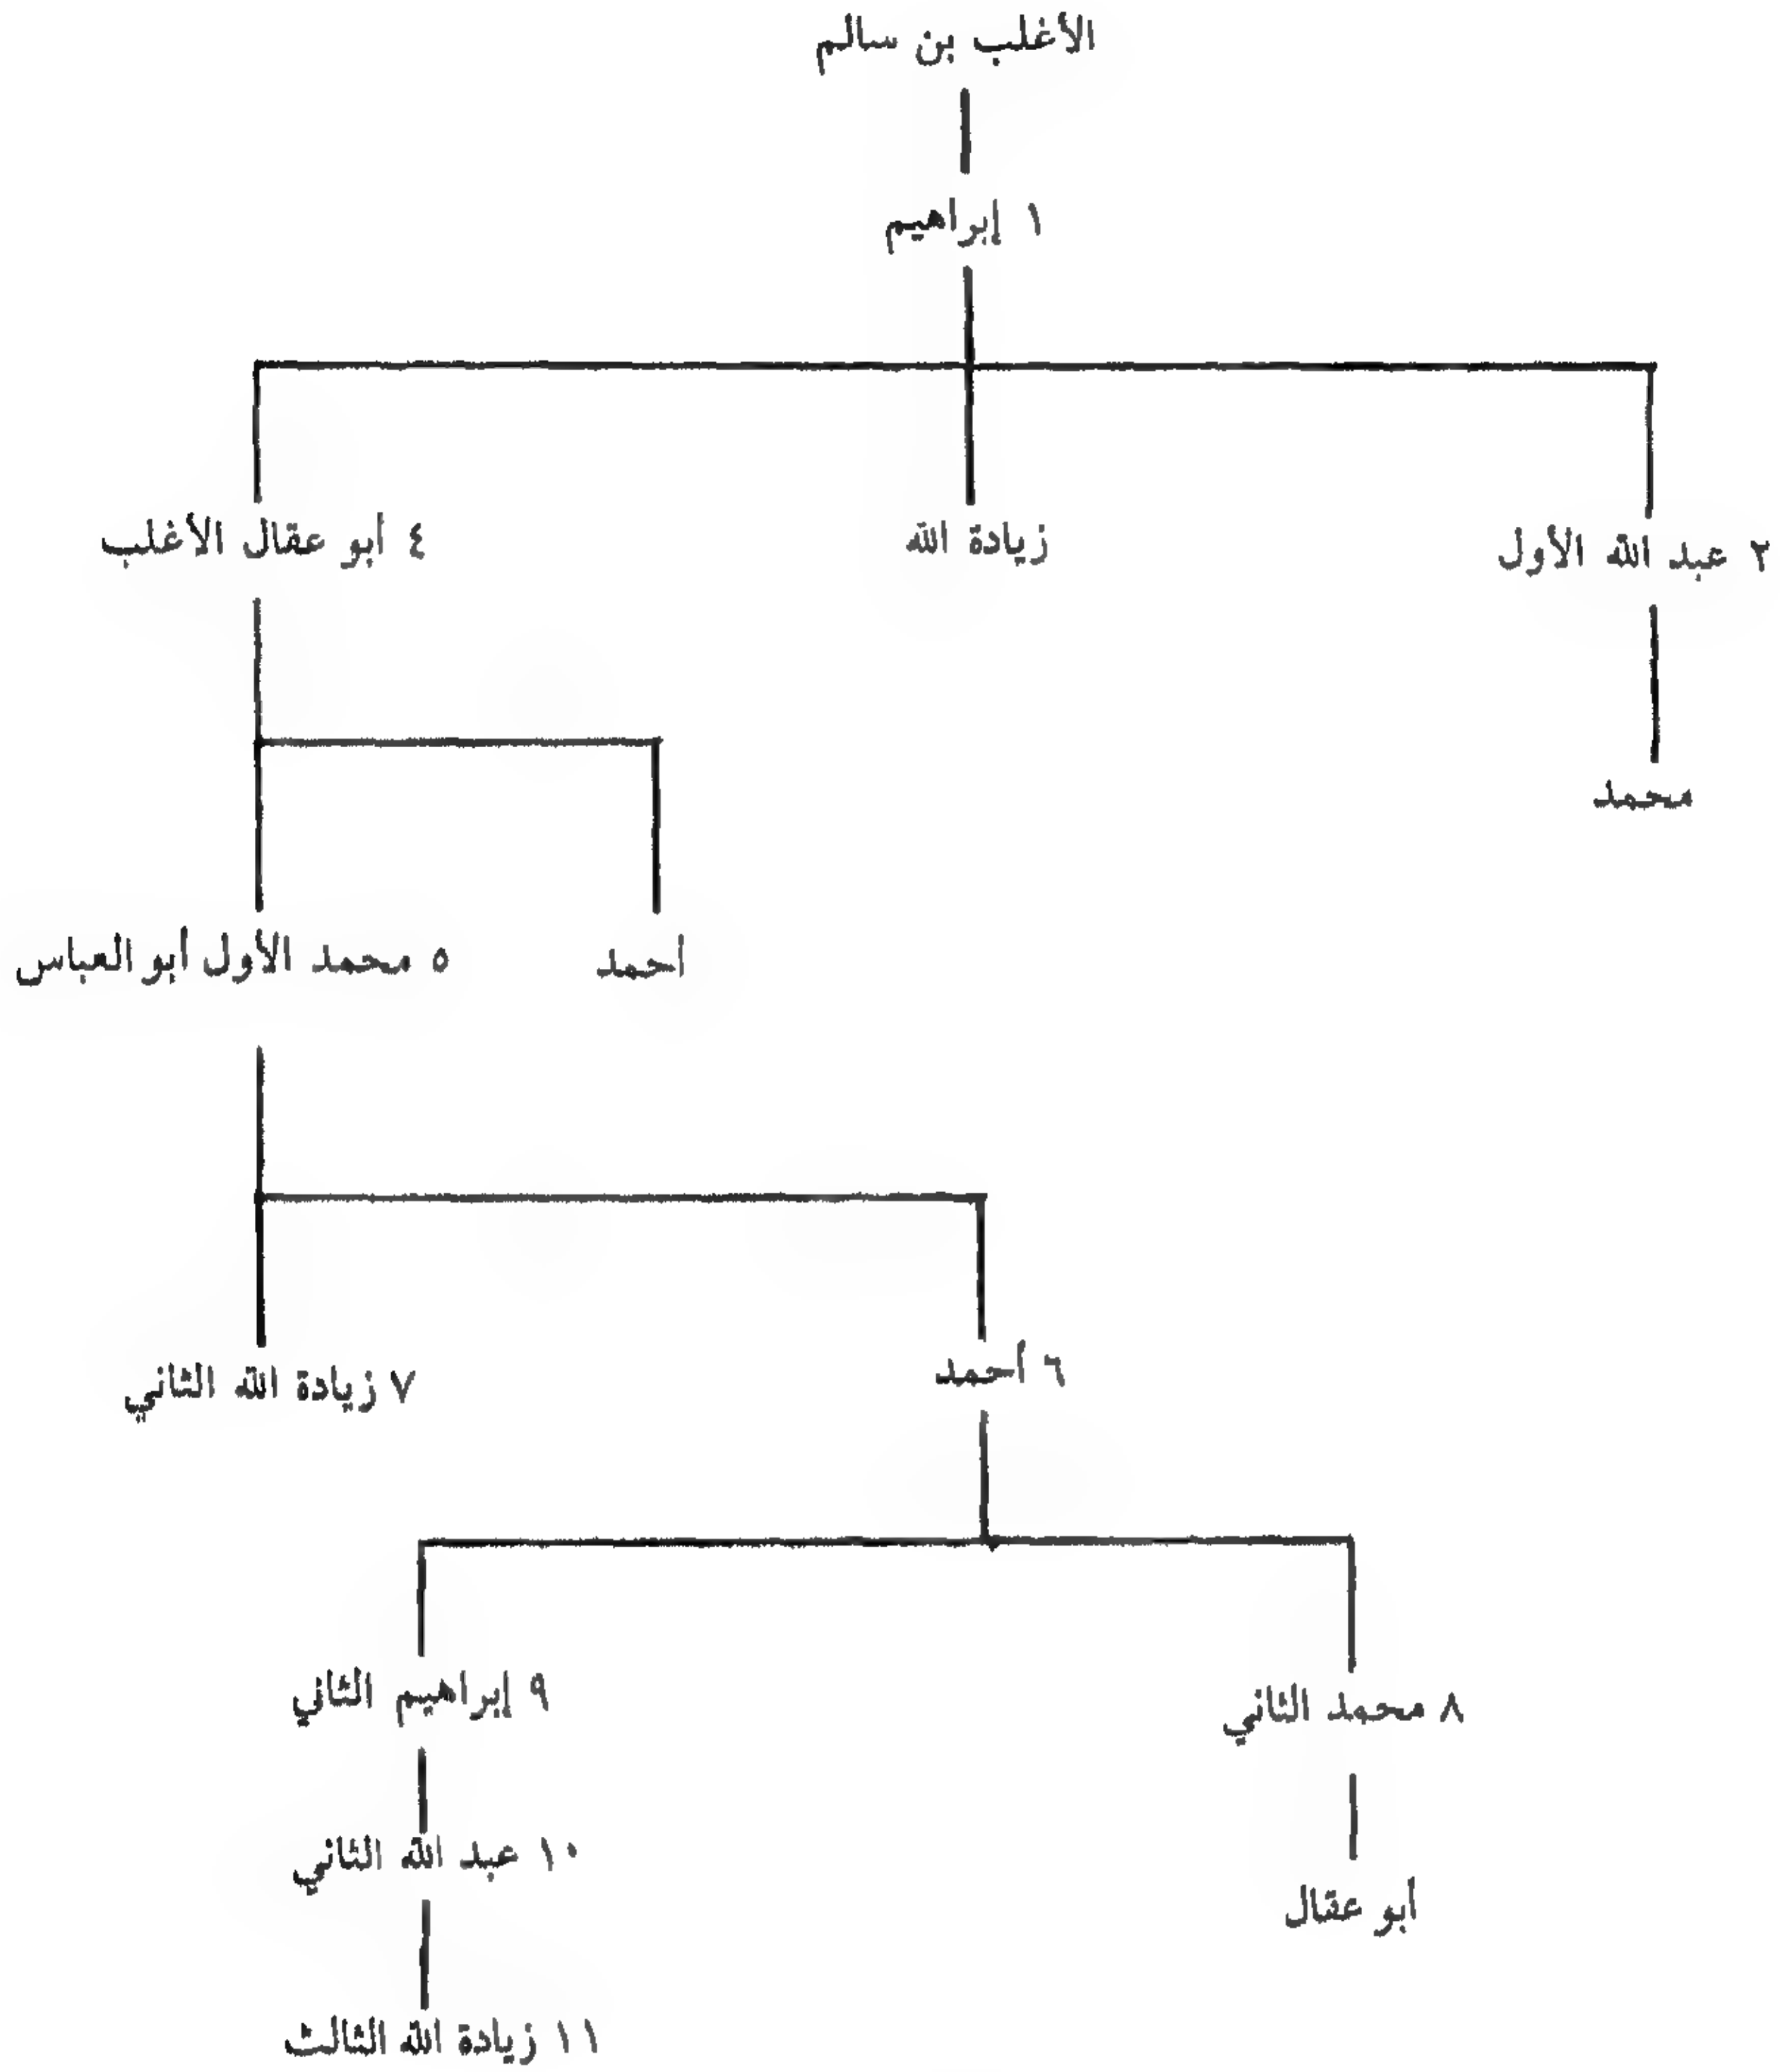 الأغلب بن سالم
١ إبراهيم
٢ عبد الله الأول
زيادة الله
٤ أبو عقال الأغلب
محمد
أحمد
٥ محمد الأول أبو العباس
٦ أحمد
٧ زيادة الله الثاني
٨ محمد الثاني
٩ إبراهيم الثاني
١٠ عبد الله الثاني
أبو عقال
١١ زيادة الله الثالث